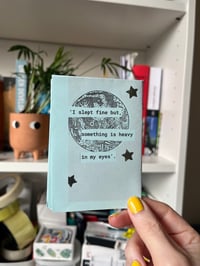 'I slept fine but,
something is heavy
in my eyes'.